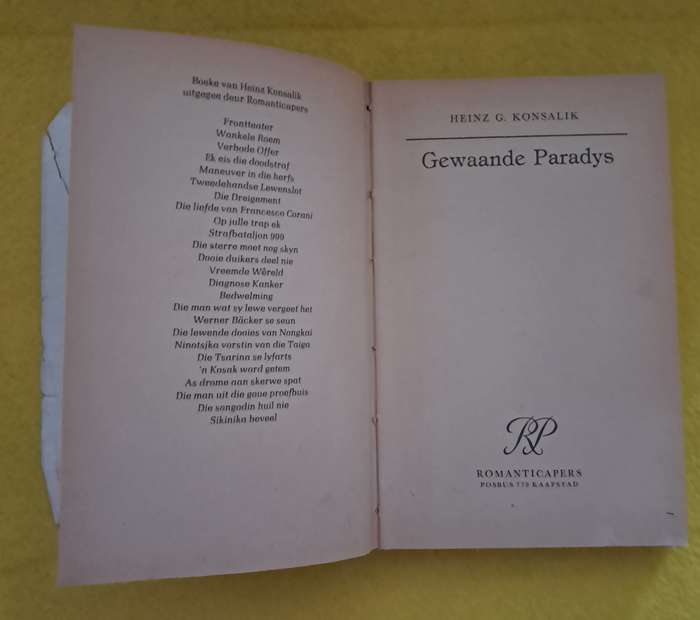 Boeke van Heinz Konsalik
uitgegee deur Romanticapers
Frontteater
Wankele Roem
Verbode Offer
Ek eis die doodstraf
Maneuver in die herfs
Tweedehandse Lewenslot
Die Dreigement
Die liefde van Francesco Corani
Op julle trap ek
Strafbataljon 999
Die sterre moet nog skyn
Dooie duikers deel nie
Vreemde Wêreld
Diagnose Kanker
Bedwelming
Die man wat sy lewe vergeet het
Werner Bäcker se seun
Die lewende dooies van Nongkai
Ninotsjka vorstin van die Taiga
Die Tsarina se lyfarts
'n Kosak word getem
As drome aan skerwe spat
Die man uit die goue proefbuis
Die songodin huil nie
Sikinika beveel
HEINZ G. KONSALIK
Gewaande Paradys
RP
ROMANTICAPERS
POSBUS 778 KAAPSTAD